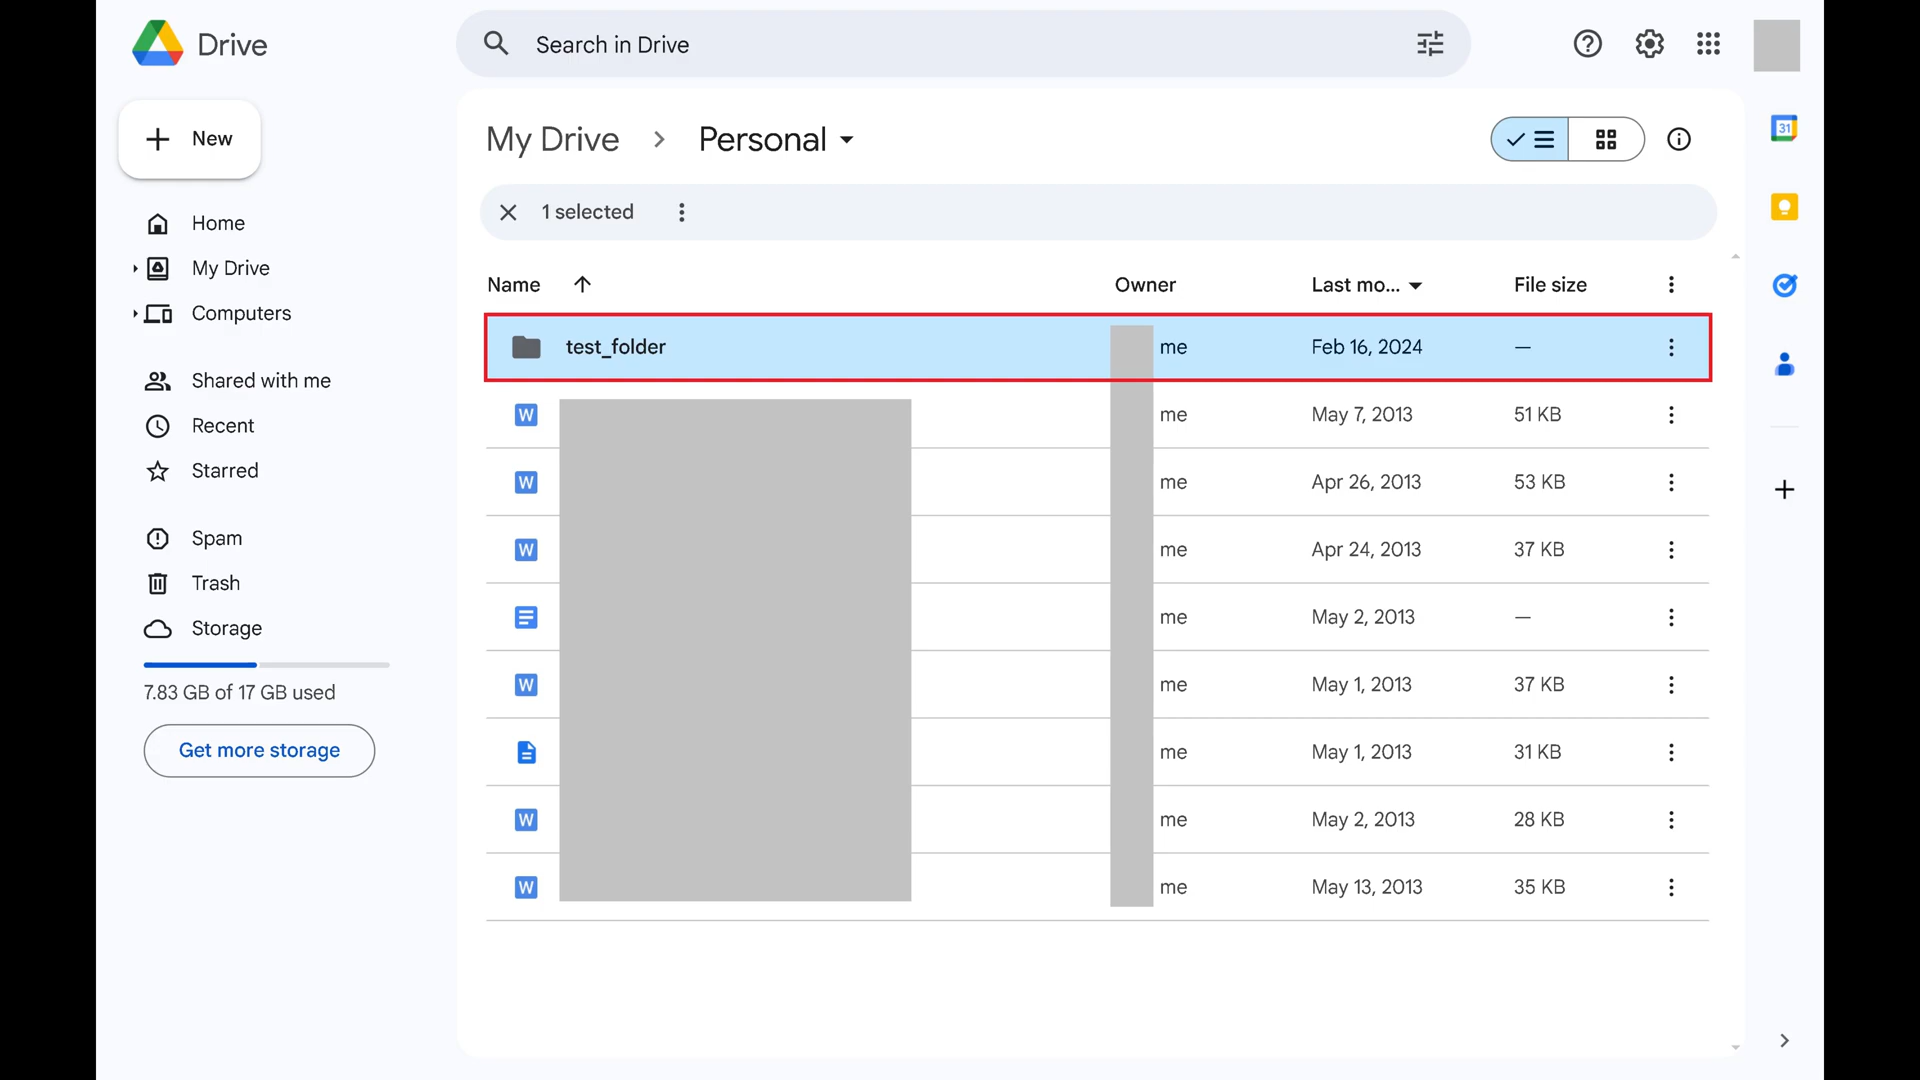 Drive
Search in Drive
New
My Drive > Personal
31
1 selected
Home
My Drive
Computers
Shared with me
Recent
Starred
Spam
Trash
Storage
7.83 GB of 17 GB used
Get more storage
Name Owner Last mo... File size
test_folder me Feb 16, 2024 —
W me May 7, 2013 51 KB
W me Apr 26, 2013 53 KB
W me Apr 24, 2013 37 KB
me May 2, 2013 —
W me May 1, 2013 37 KB
me May 1, 2013 31 KB
W me May 2, 2013 28 KB
W me May 13, 2013 35 KB